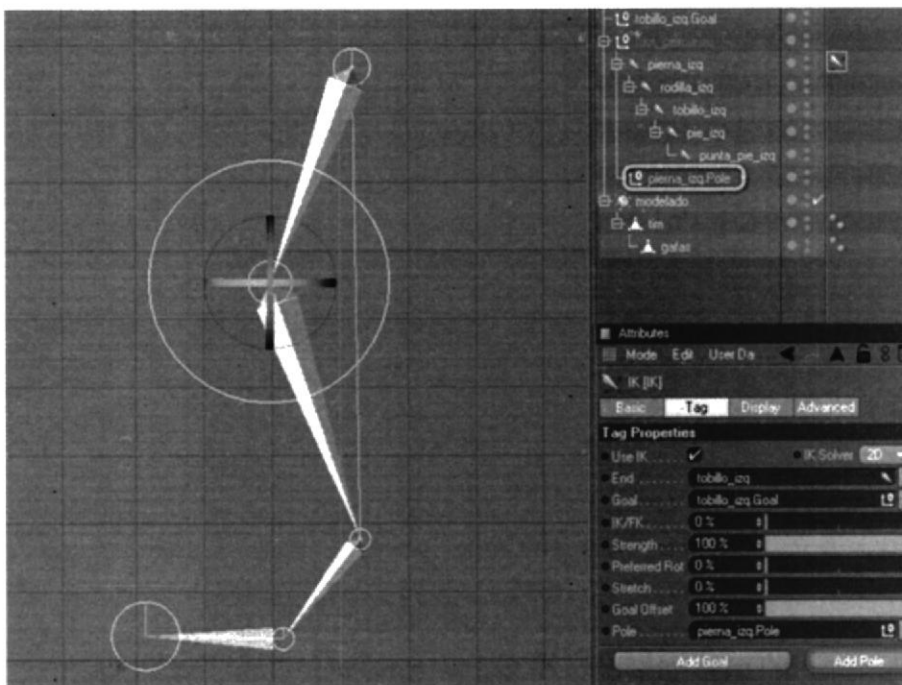 tobillo_izq.Goal
pierna_izq
rodilla_izq
tobillo_izq
pie_izq
punta_pie_izq
pierna_izq.Pole
modelado
tim
gafas
Attributes
Mode Edit User Da
IK [IK]
Basic Tag Display Advanced
Tag Properties
Use IK . . . . . IK Solver 2D
End . . . . . . . tobillo_izq
Goal . . . . . . tobillo_izq.Goal
IK/FK . . . . . 0 %
Strength . . . . 100 %
Preferred Rot 0 %
Stretch . . . . . 0 %
Goal Offset 100 %
Pole . . . . . . pierna_izq.Pole
Add Goal Add Pole